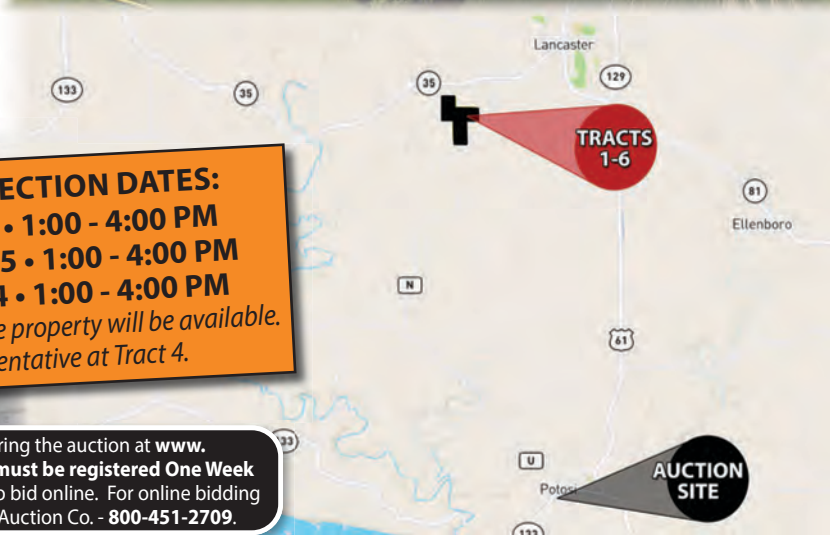 Lancaster
133
35
35
129
TRACTS
1-6
81
Ellenboro
ECTION DATES:
• 1:00 - 4:00 PM
5 • 1:00 - 4:00 PM
4 • 1:00 - 4:00 PM
e property will be available.
entative at Tract 4.
N
61
ring the auction at www.
must be registered One Week
o bid online. For online bidding
Auction Co. - 800-451-2709.
33
U
Potosi
AUCTION
SITE
133